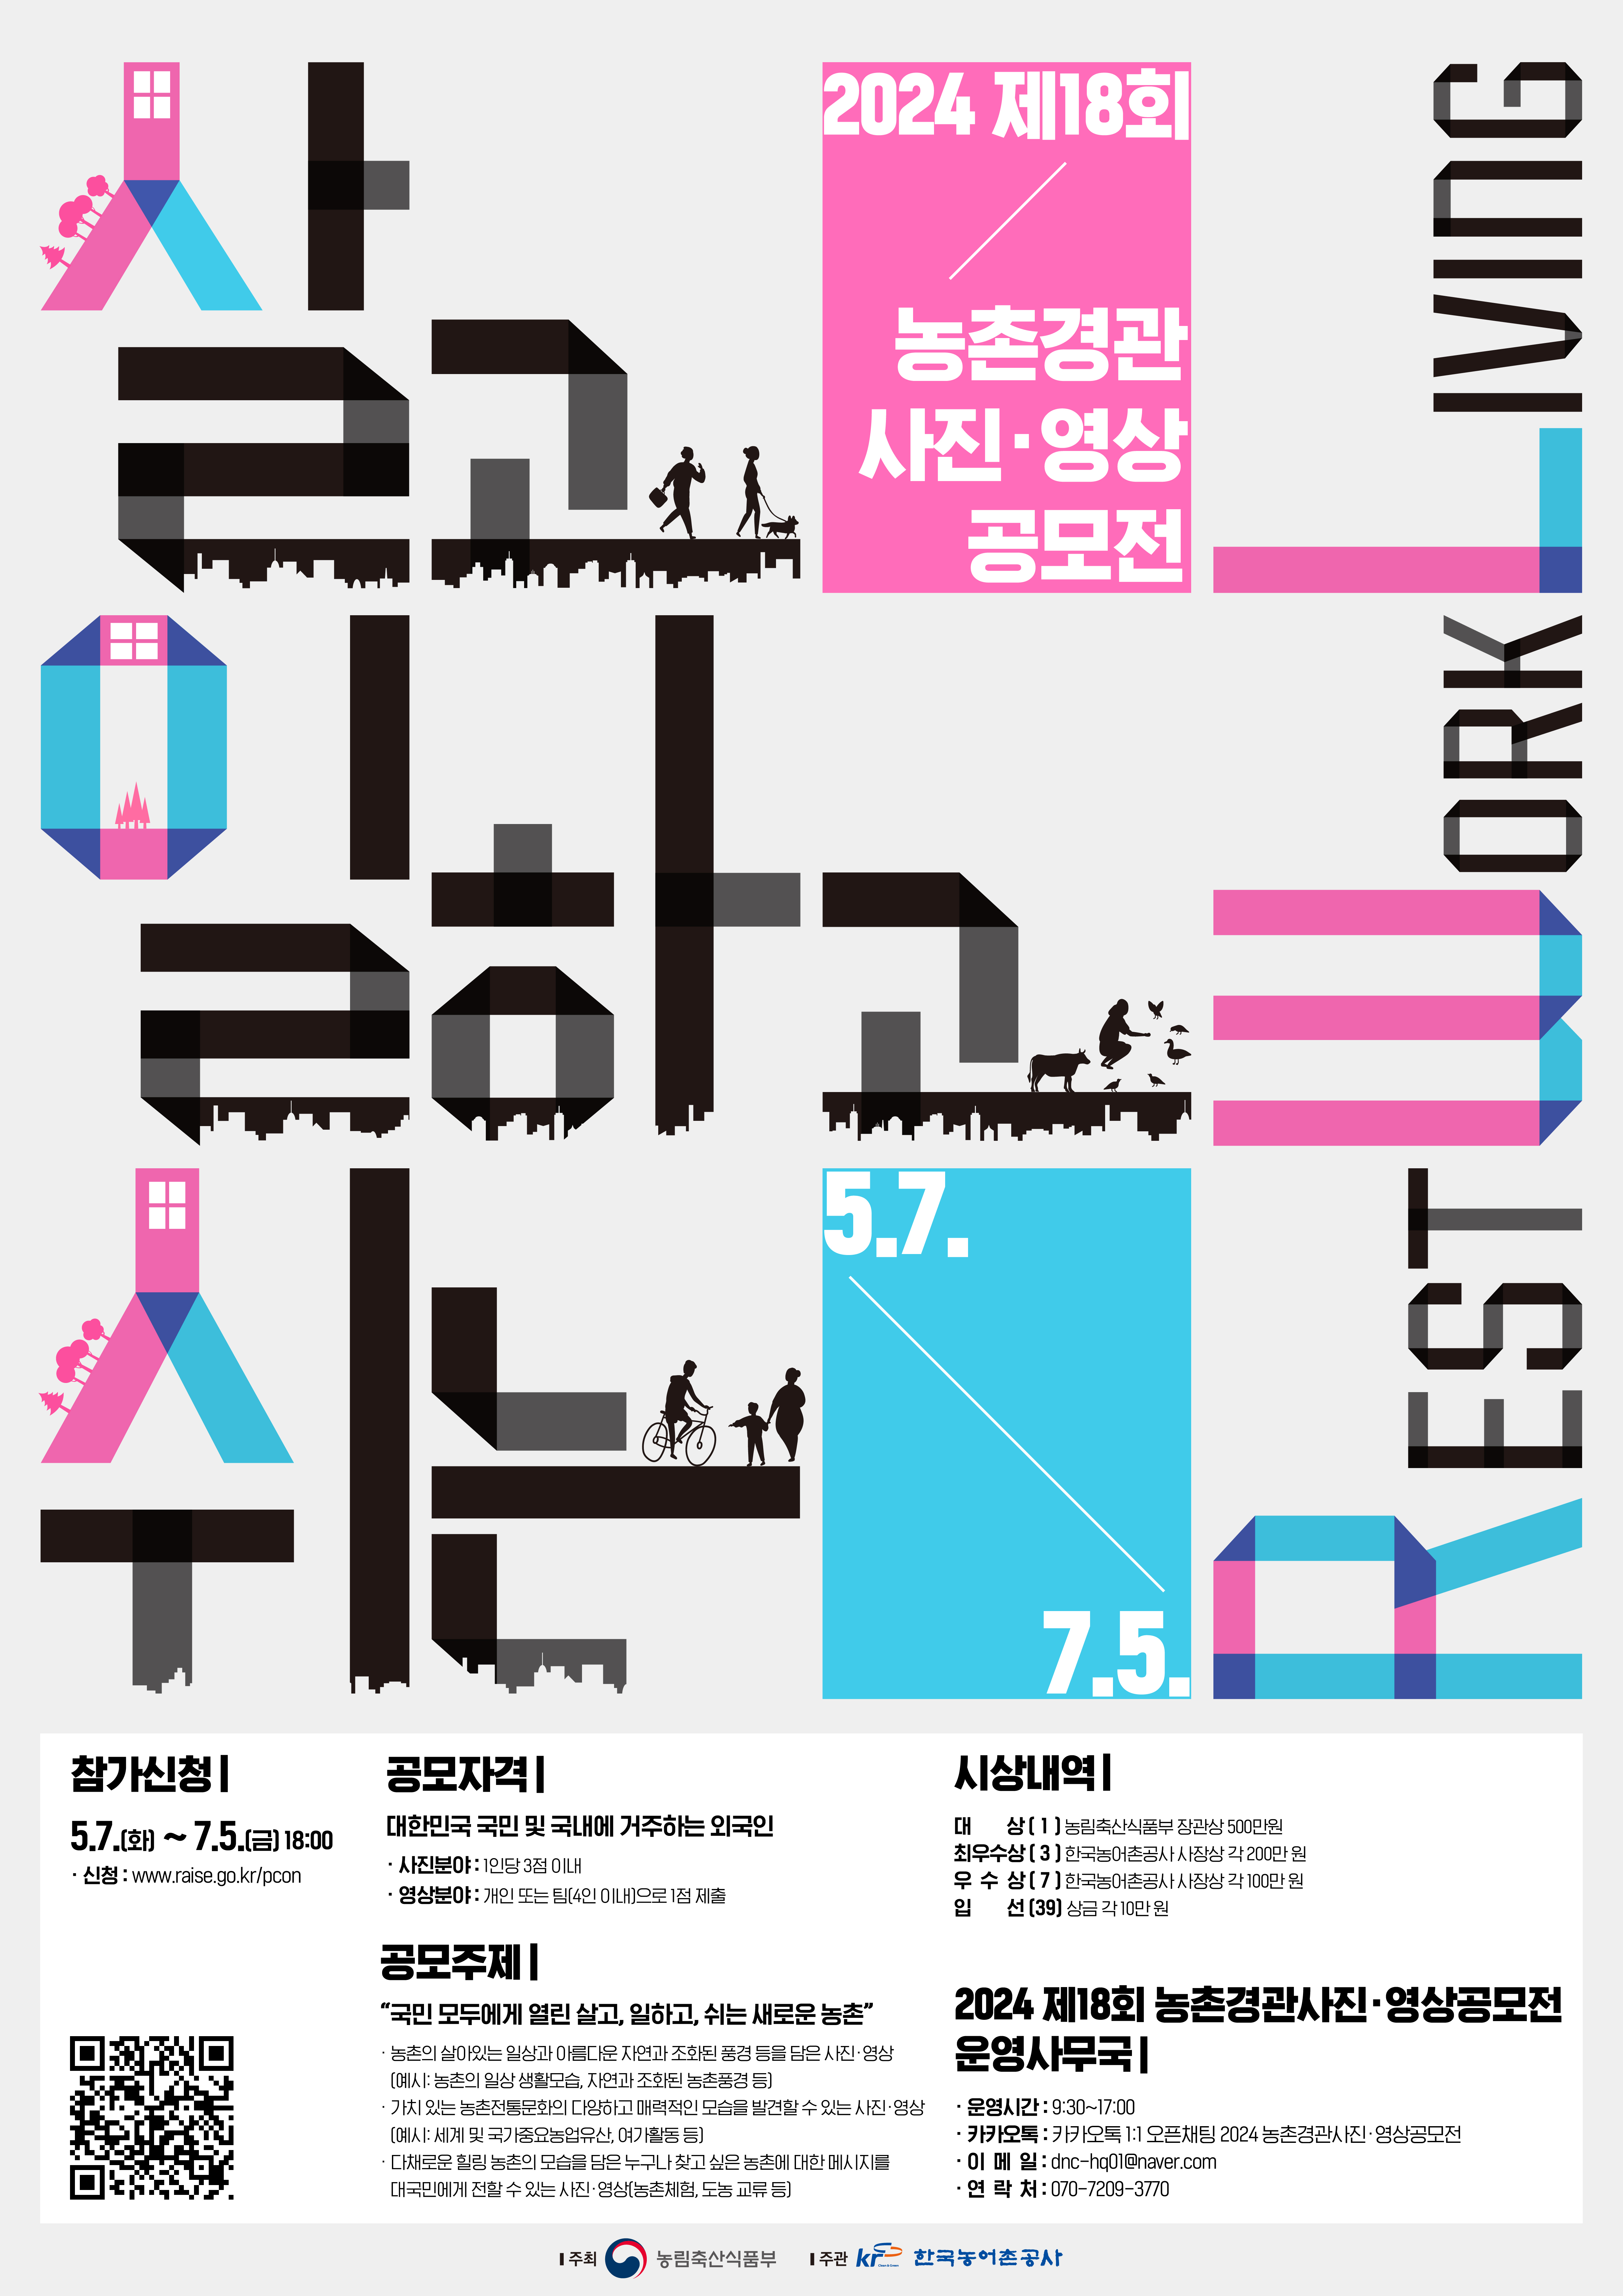 살고
2024 제18회
농촌경관
사진·영상
공모전
LIVING
일하고
WORK
쉬는
5.7.
7.5.
REST
참가신청|
5.7.(화) ~ 7.5.(금) 18:00
· 신청 : www.raise.go.kr/pcon
공모자격|
대한민국 국민 및 국내에 거주하는 외국인
· 사진분야 : 1인당 3점 이내
· 영상분야 : 개인 또는 팀(4인 이내)으로 1점 제출
공모주제|
“국민 모두에게 열린 살고, 일하고, 쉬는 새로운 농촌”
· 농촌의 살아있는 일상과 아름다운 자연과 조화된 풍경 등을 담은 사진·영상
(예시: 농촌의 일상 생활모습, 자연과 조화된 농촌풍경 등)
· 가치 있는 농촌전통문화의 다양하고 매력적인 모습을 발견할 수 있는 사진·영상
(예시: 세계 및 국가중요농업유산, 여가활동 등)
· 다채로운 힐링 농촌의 모습을 담은 누구나 찾고 싶은 농촌에 대한 메시지를
대국민에게 전할 수 있는 사진·영상(농촌체험, 도농 교류 등)
시상내역|
대 상 ( 1 ) 농림축산식품부 장관상 500만원
최우수상 ( 3 ) 한국농어촌공사 사장상 각 200만 원
우 수 상 ( 7 ) 한국농어촌공사 사장상 각 100만 원
입 선 (39) 상금 각 10만 원
2024 제18회 농촌경관사진·영상공모전
운영사무국|
· 운영시간 : 9:30~17:00
· 카카오톡 : 카카오톡 1:1 오픈채팅 2024 농촌경관사진·영상공모전
· 이 메 일 : dnc-hq01@naver.com
· 연 락 처 : 070-7209-3770
주최 농림축산식품부 주관 kr 한국농어촌공사